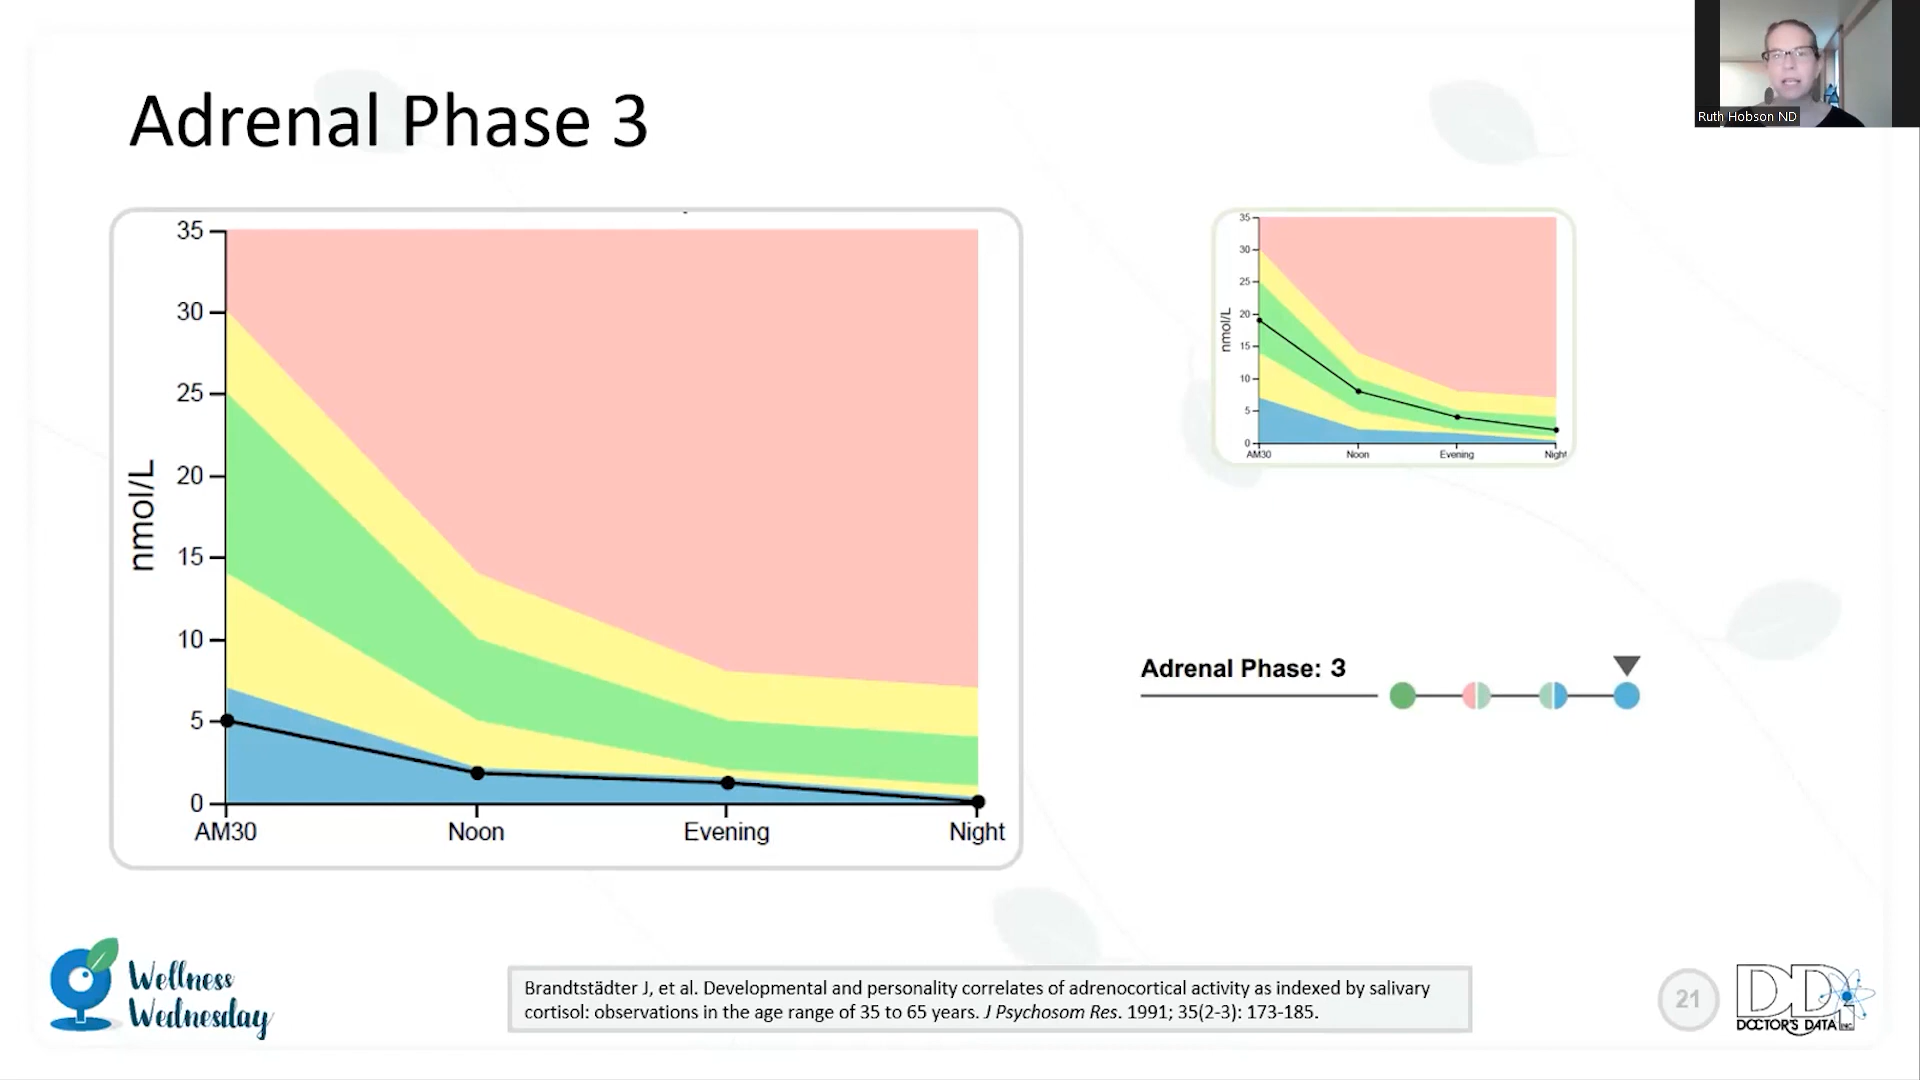 Adrenal Phase 3
Ruth Hobson ND
35
30
25
20
15
10
5
0
nmol/L
AM30 Noon Evening Night
35
30
25
20
15
10
5
0
nmol/L
AM30 Noon Evening Night
Adrenal Phase: 3
Wellness
Wednesday
Brandtstädter J, et al. Developmental and personality correlates of adrenocortical activity as indexed by salivary
cortisol: observations in the age range of 35 to 65 years. J Psychosom Res. 1991; 35(2-3): 173-185.
21
DDI
DOCTOR'S DATA